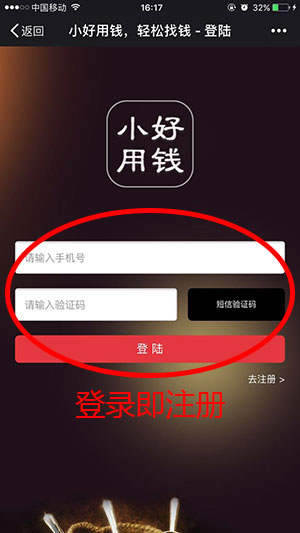 中国移动
16:17
32%
返回
小好用钱，轻松找钱 - 登陆
小好
用钱
请输入手机号
请输入验证码
短信验证码
登 陆
去注册 >
登录即注册